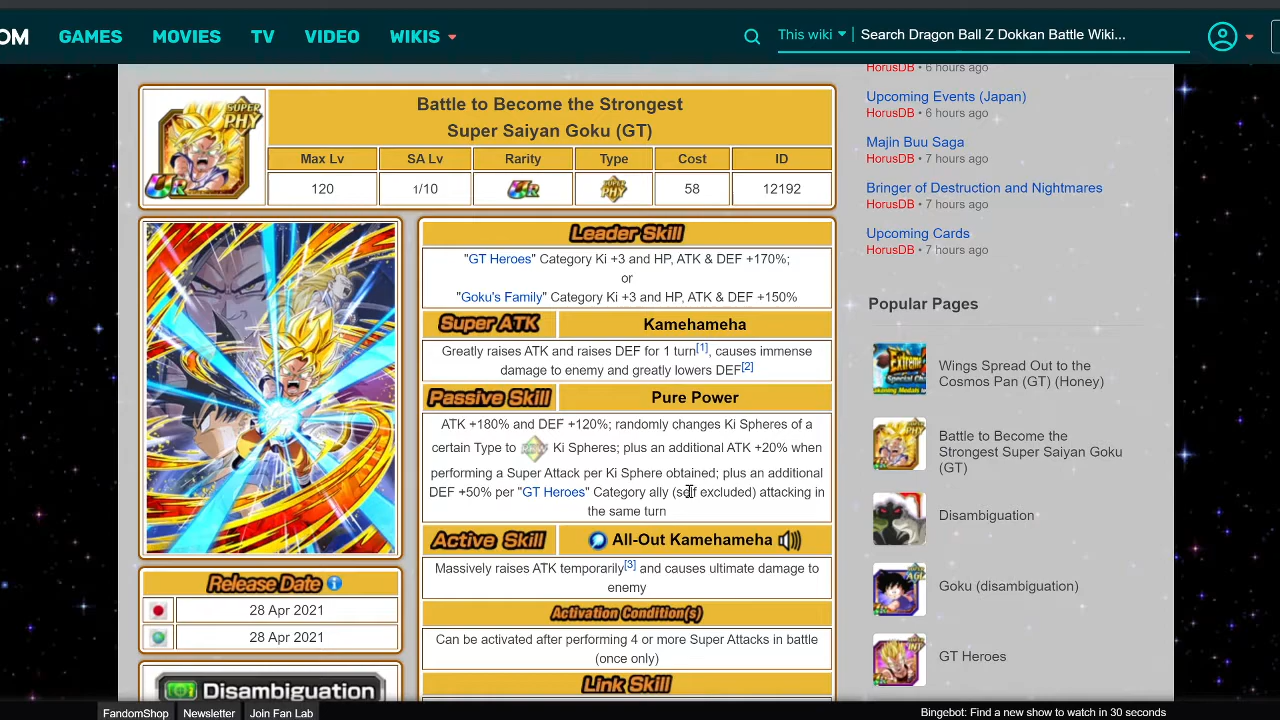 OM
GAMES
MOVIES
TV
VIDEO
WIKIS
This wiki
Search Dragon Ball Z Dokkan Battle Wiki...
Battle to Become the Strongest
Super Saiyan Goku (GT)
SUPER PHY
UR
Max Lv SA Lv Rarity Type Cost ID
120 1/10 UR SUPER PHY 58 12192
Leader Skill
"GT Heroes" Category Ki +3 and HP, ATK & DEF +170%;
or
"Goku's Family" Category Ki +3 and HP, ATK & DEF +150%
Super ATK Kamehameha
Greatly raises ATK and raises DEF for 1 turn[1], causes immense
damage to enemy and greatly lowers DEF[2]
Passive Skill Pure Power
ATK +180% and DEF +120%; randomly changes Ki Spheres of a
certain Type to Ki Spheres; plus an additional ATK +20% when
performing a Super Attack per Ki Sphere obtained; plus an additional
DEF +50% per "GT Heroes" Category ally (self excluded) attacking in
the same turn
Active Skill All-Out Kamehameha
Massively raises ATK temporarily[3] and causes ultimate damage to
enemy
Activation Condition(s)
Can be activated after performing 4 or more Super Attacks in battle
(once only)
Link Skill
Release Date
28 Apr 2021
28 Apr 2021
Disambiguation
HorusDB • 6 hours ago
Upcoming Events (Japan)
HorusDB • 6 hours ago
Majin Buu Saga
HorusDB • 7 hours ago
Bringer of Destruction and Nightmares
HorusDB • 7 hours ago
Upcoming Cards
HorusDB • 7 hours ago
Popular Pages
Wings Spread Out to the
Cosmos Pan (GT) (Honey)
Battle to Become the
Strongest Super Saiyan Goku
(GT)
Disambiguation
Goku (disambiguation)
GT Heroes
FandomShop
Newsletter
Join Fan Lab
Bingebot: Find a new show to watch in 30 seconds